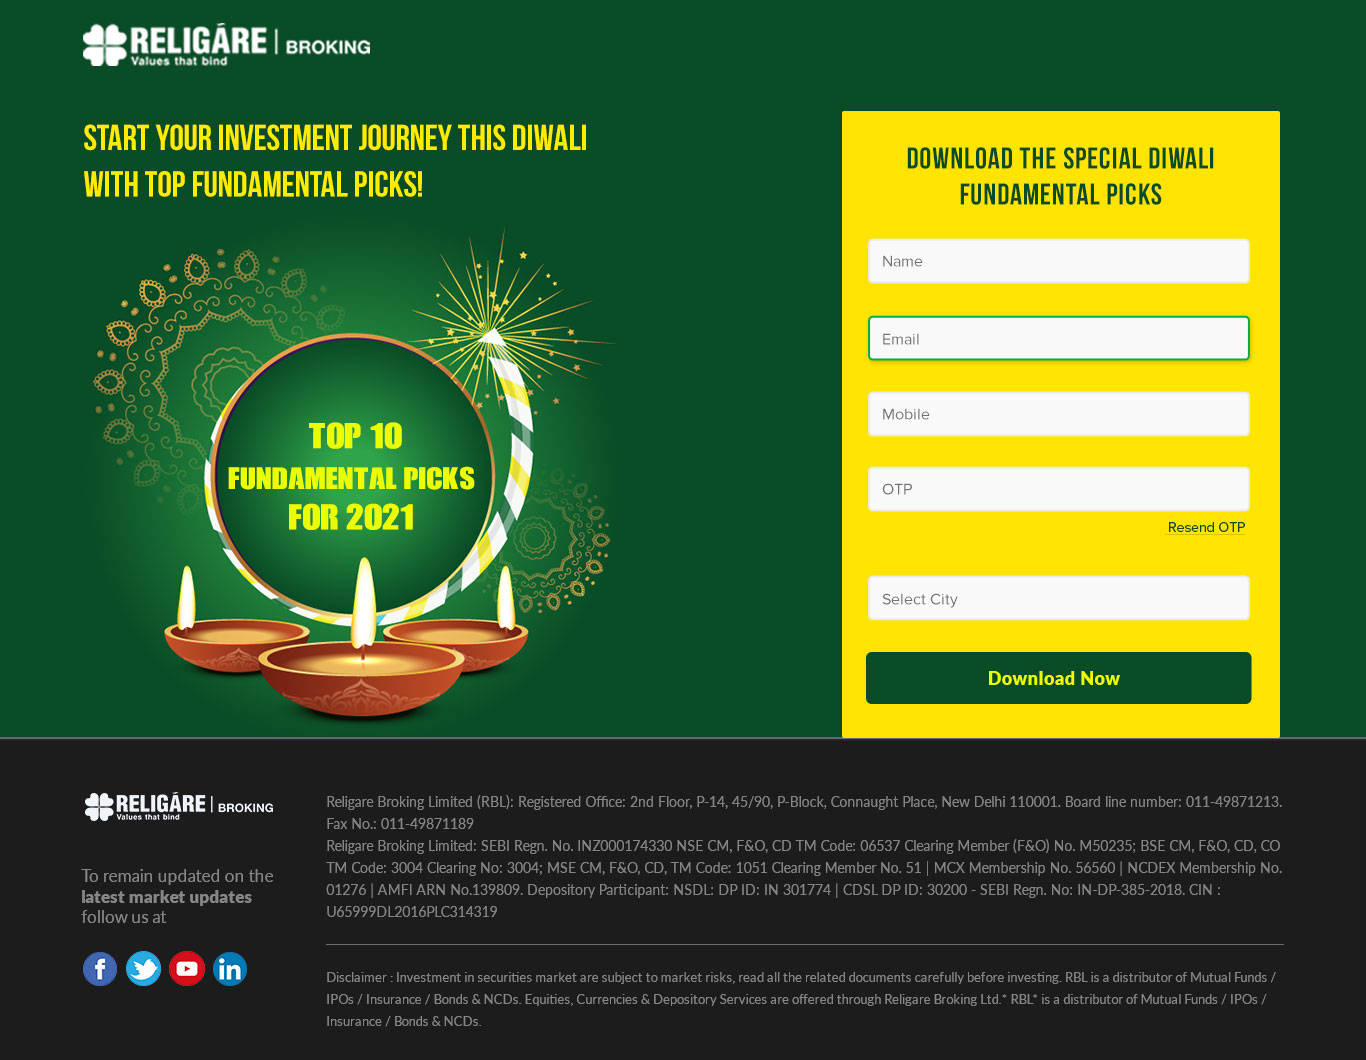 RELIGÁRE | BROKING
Values that bind
START YOUR INVESTMENT JOURNEY THIS DIWALI
WITH TOP FUNDAMENTAL PICKS!
TOP 10
FUNDAMENTAL PICKS
FOR 2021
DOWNLOAD THE SPECIAL DIWALI
FUNDAMENTAL PICKS
Name
Email
Mobile
OTP
Resend OTP
Select City
Download Now
RELIGÁRE | BROKING
Values that bind
To remain updated on the
latest market updates
follow us at
f
in
Religare Broking Limited (RBL): Registered Office: 2nd Floor, P-14, 45/90, P-Block, Connaught Place, New Delhi 110001. Board line number: 011-49871213.
Fax No.: 011-49871189
Religare Broking Limited: SEBI Regn. No. INZ000174330 NSE CM, F&O, CD TM Code: 06537 Clearing Member (F&O) No. M50235; BSE CM, F&O, CD, CO
TM Code: 3004 Clearing No: 3004; MSE CM, F&O, CD, TM Code: 1051 Clearing Member No. 51 | MCX Membership No. 56560 | NCDEX Membership No.
01276 | AMFI ARN No.139809. Depository Participant: NSDL: DP ID: IN 301774 | CDSL DP ID: 30200 - SEBI Regn. No: IN-DP-385-2018. CIN :
U65999DL2016PLC314319
Disclaimer : Investment in securities market are subject to market risks, read all the related documents carefully before investing. RBL is a distributor of Mutual Funds /
IPOs / Insurance / Bonds & NCDs. Equities, Currencies & Depository Services are offered through Religare Broking Ltd.* RBL* is a distributor of Mutual Funds / IPOs /
Insurance / Bonds & NCDs.